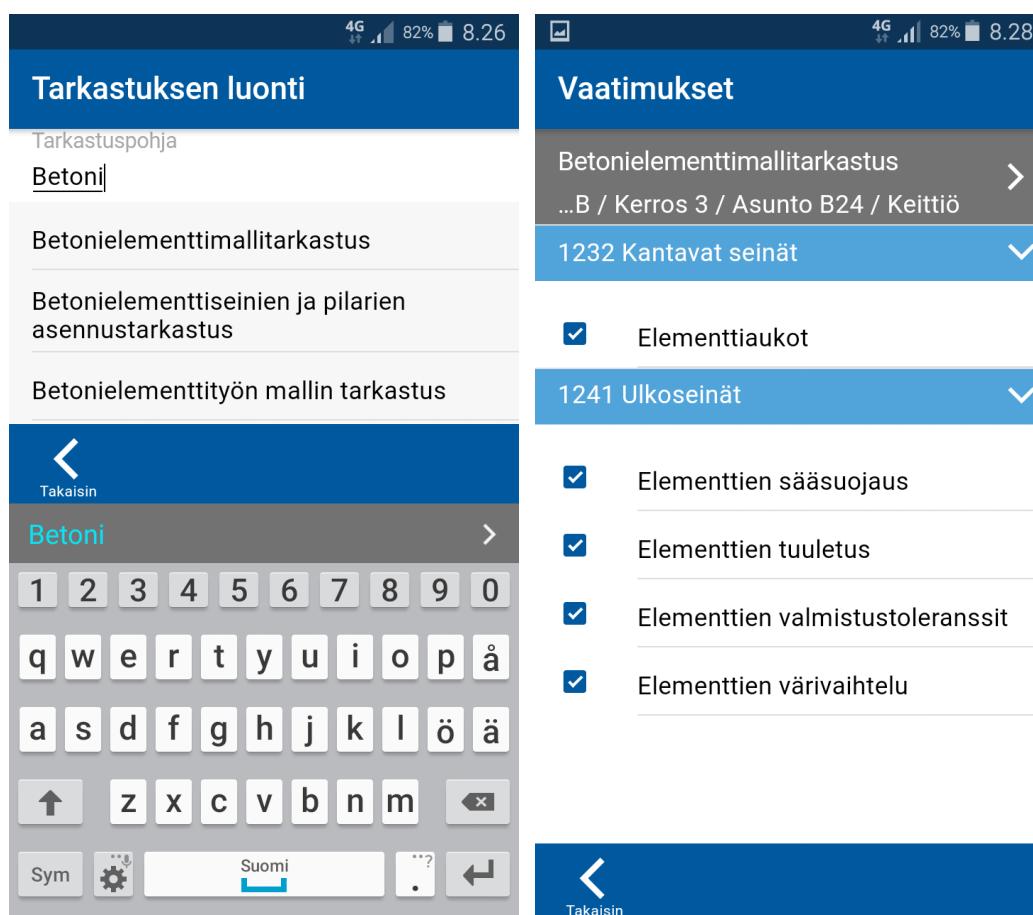 4G 82% 8.26
Tarkastuksen luonti
Tarkastuspohja
Betoni
Betonielementtimallitarkastus
Betonielementtiseinien ja pilarien
asennustarkastus
Betonielementtityön mallin tarkastus
Takaisin
Betoni
1 2 3 4 5 6 7 8 9 0
q w e r t y u i o p å
a s d f g h j k l ö ä
z x c v b n m
Sym Suomi . ?
4G 82% 8.28
Vaatimukset
Betonielementtimallitarkastus
...B / Kerros 3 / Asunto B24 / Keittiö
1232 Kantavat seinät
Elementtiaukot
1241 Ulkoseinät
Elementtien sääsuojaus
Elementtien tuuletus
Elementtien valmistustoleranssit
Elementtien värivaihtelu
Takaisin